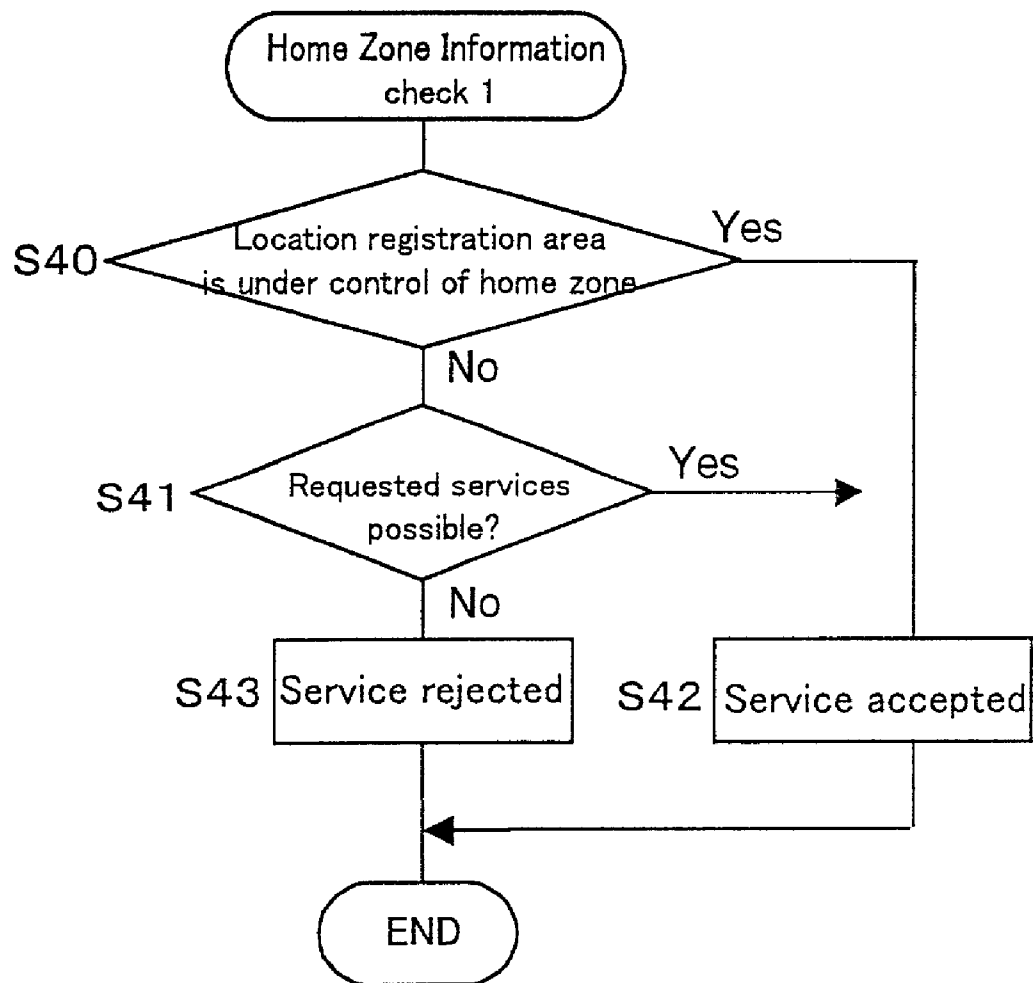 Home Zone Information
check 1
Yes
Location registration area
S40
is under control of home zone
No
Yes
S41
Requested services
possible?
No
S43
Service rejected
S42
Service accepted
END